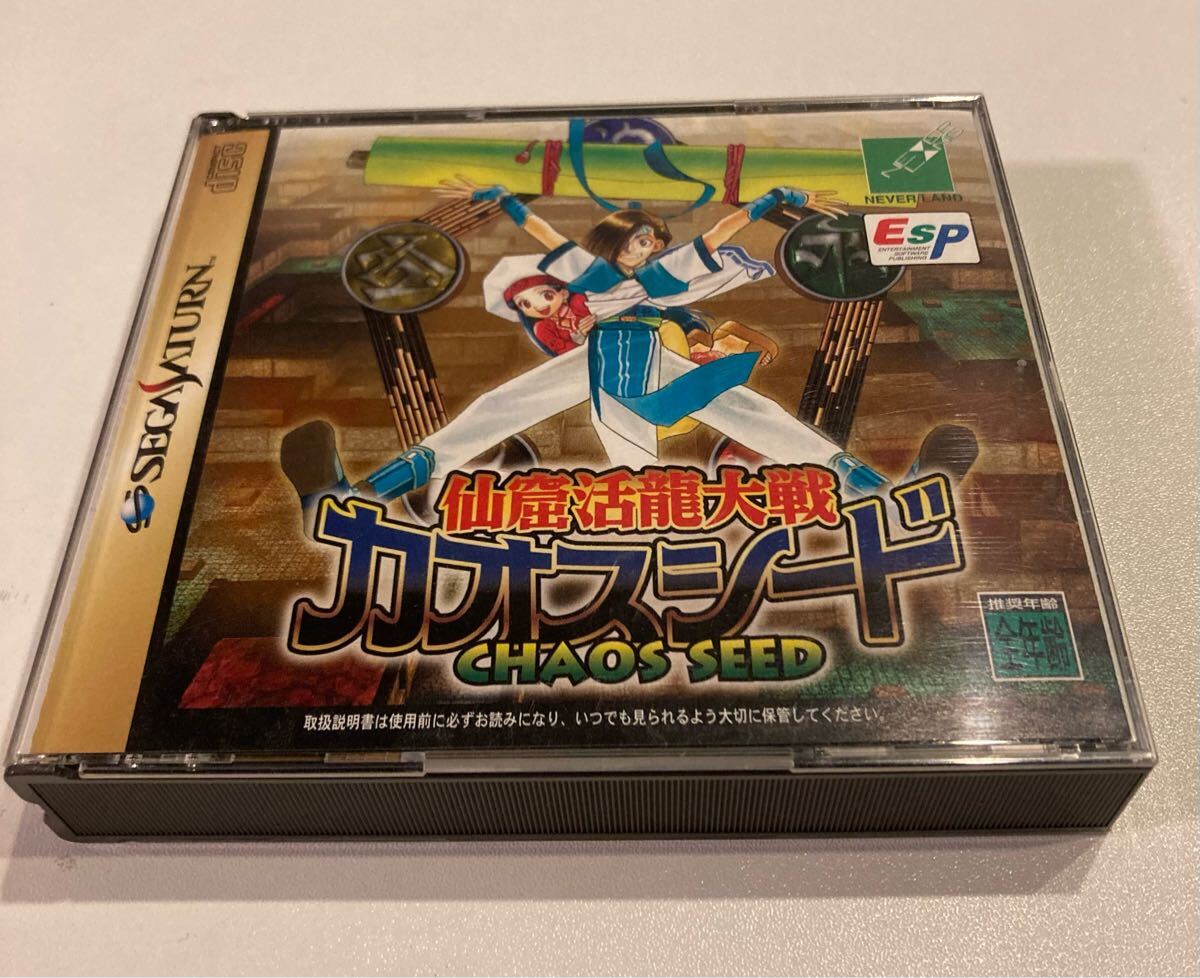 COMPACT
disc
SEGA SATURN™
NEVERLAND
ESP
ENTERTAINMENT
SOFTWARE
PUBLISHING
仙窟活龍大戦
カオスシード
CHAOS SEED
推奨年齢
取扱説明書は使用前に必ずお読みになり、いつでも見られるよう大切に保管してください。